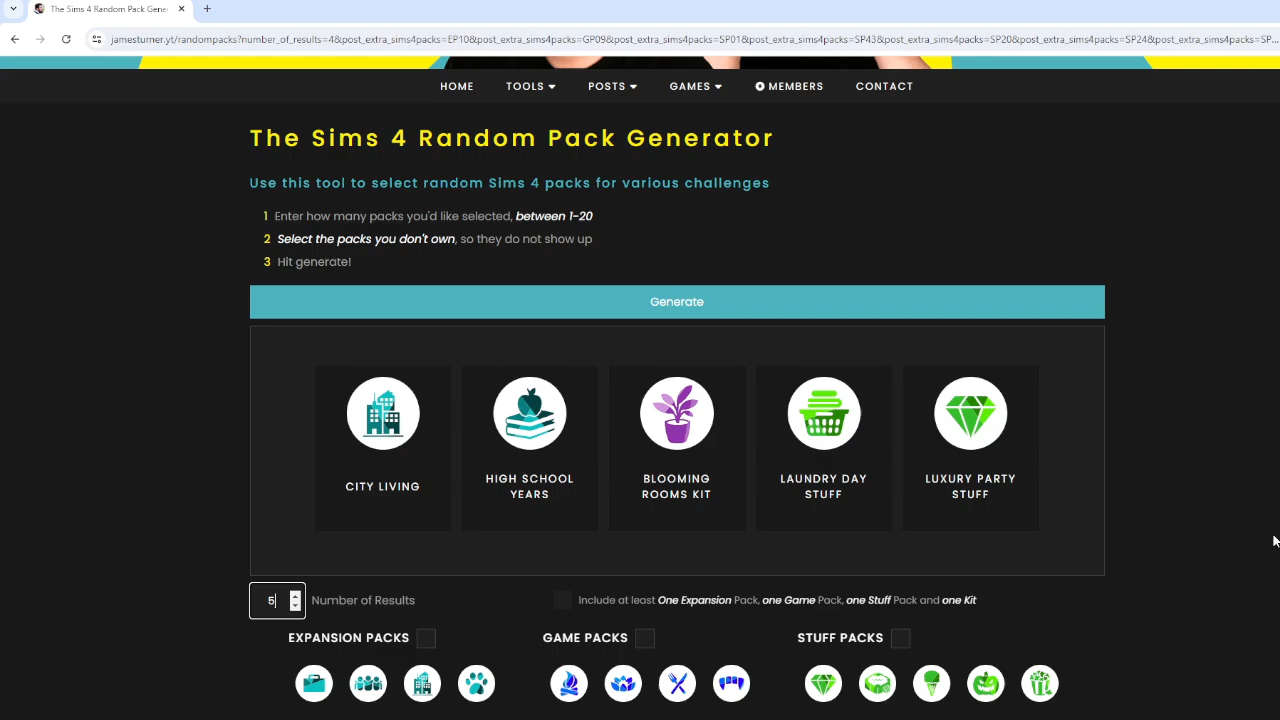 The Sims 4 Random Pack Gene
jamesturner.yt/randompacks?number_of_results=4&post_extra_sims4packs=EP10&post_extra_sims4packs=GP09&post_extra_sims4packs=SP01&post_extra_sims4packs=SP43&post_extra_sims4packs=SP20&post_extra_sims4packs=SP24&post_extra_sims4packs=SP...
HOME TOOLS POSTS GAMES MEMBERS CONTACT
The Sims 4 Random Pack Generator
Use this tool to select random Sims 4 packs for various challenges
1 Enter how many packs you'd like selected, between 1-20
2 Select the packs you don't own, so they do not show up
3 Hit generate!
Generate
CITY LIVING
HIGH SCHOOL
YEARS
BLOOMING
ROOMS KIT
LAUNDRY DAY
STUFF
LUXURY PARTY
STUFF
5 Number of Results
Include at least One Expansion Pack, one Game Pack, one Stuff Pack and one Kit
EXPANSION PACKS GAME PACKS STUFF PACKS